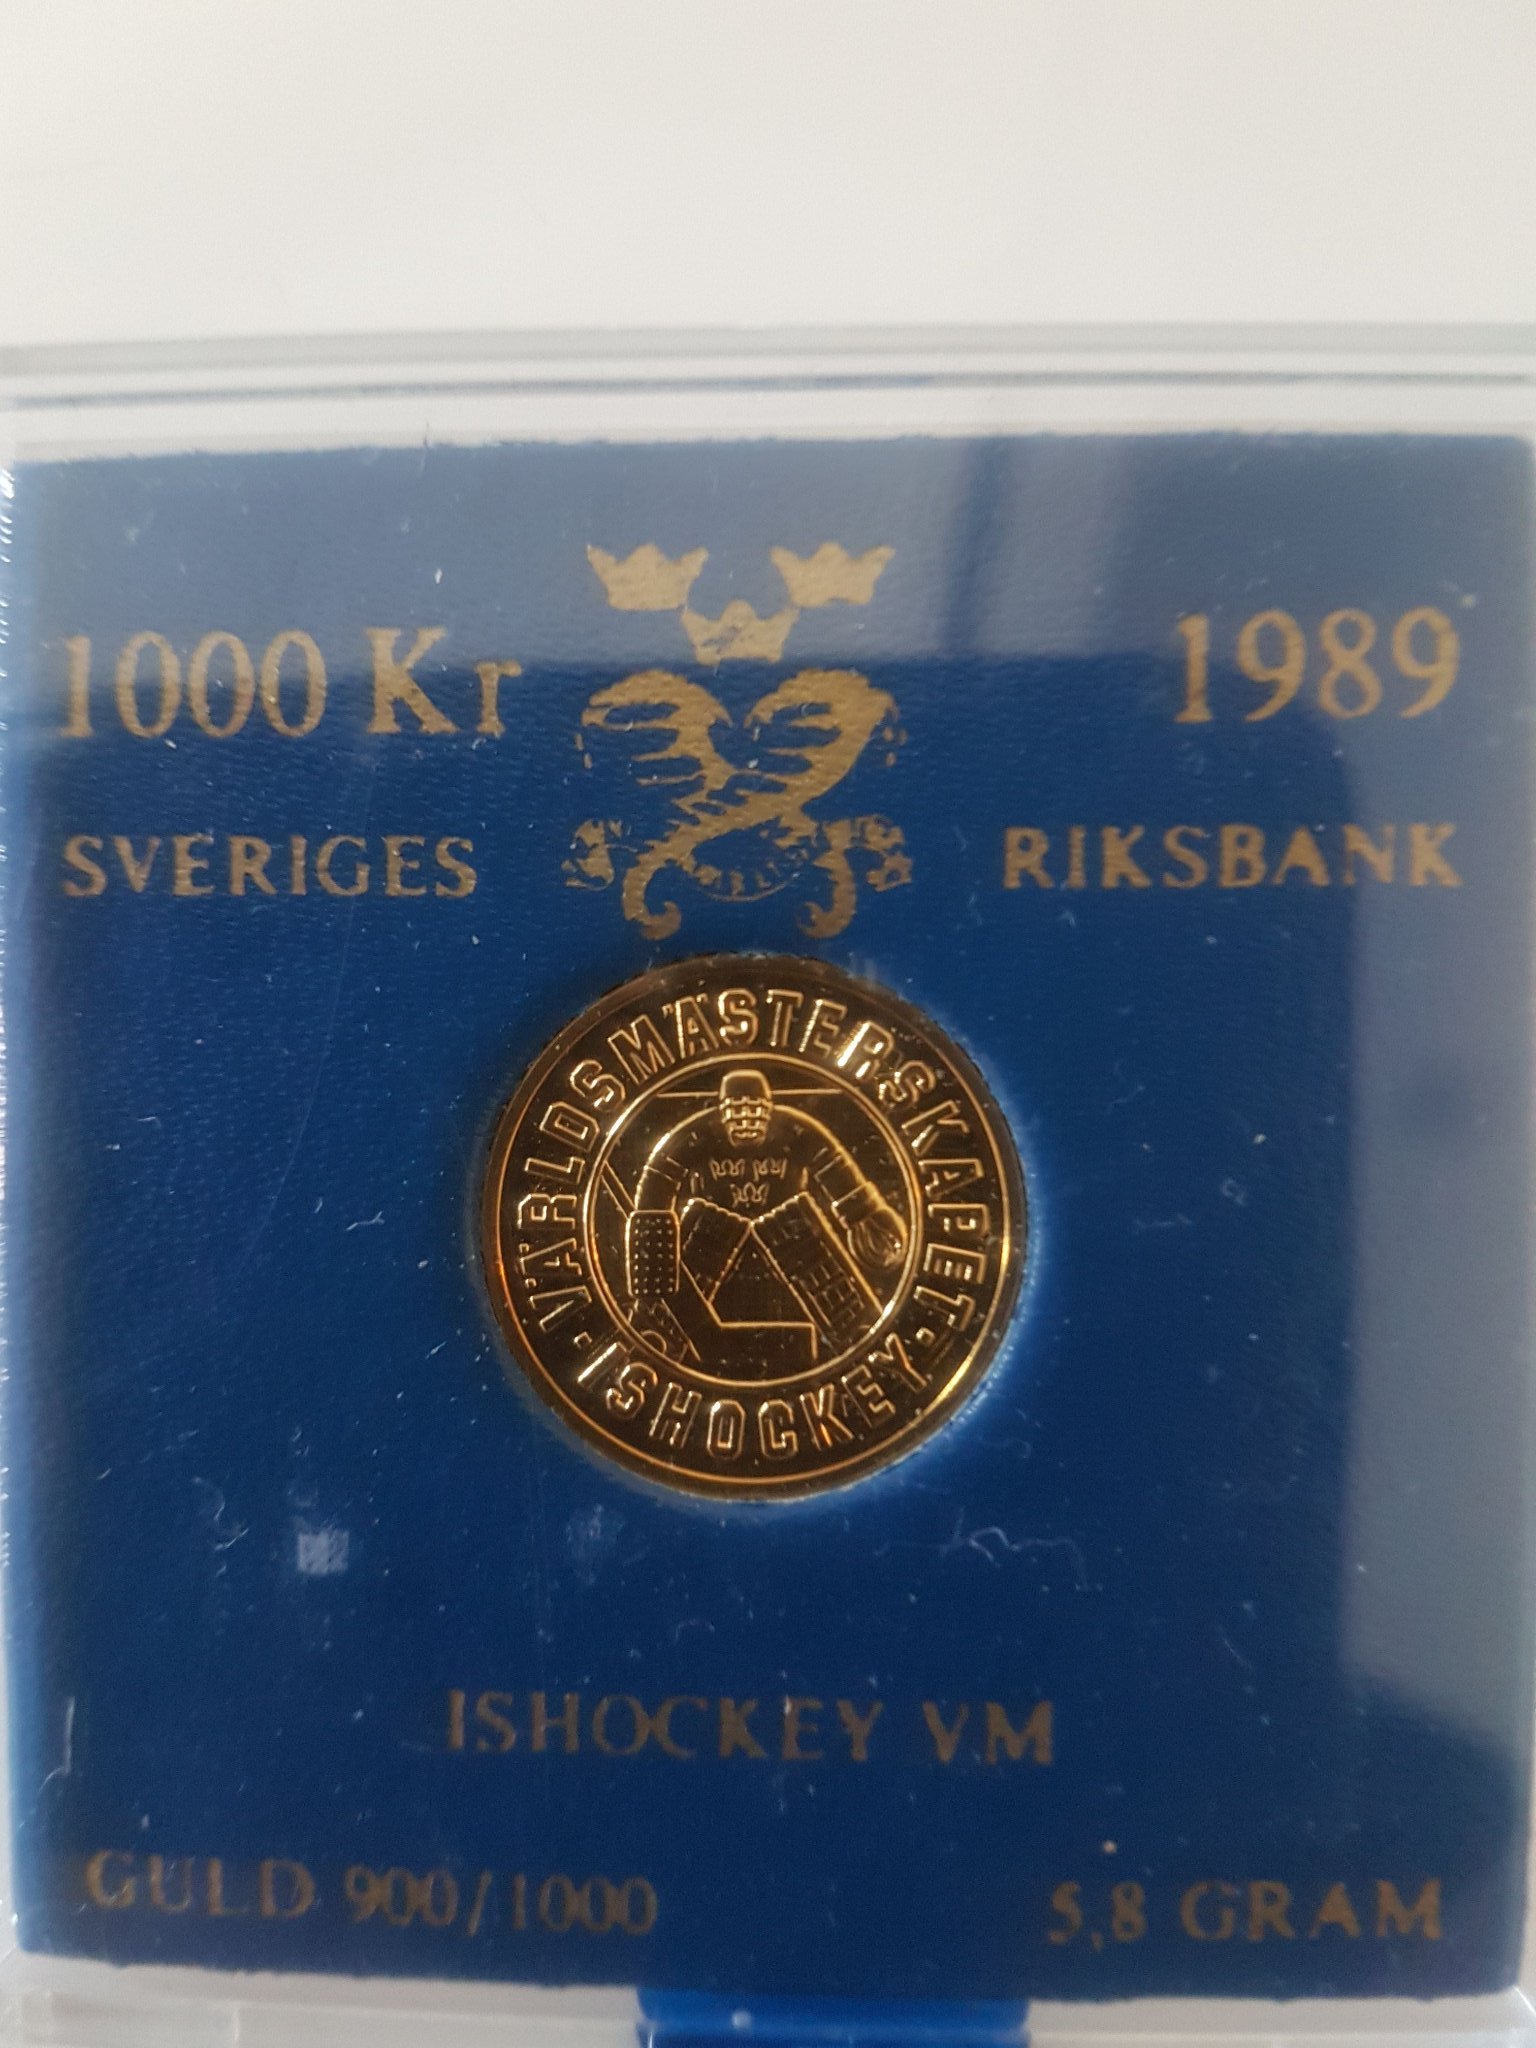 1000 Kr
1989
SVERIGES
RIKSBANK
VÄRLDSMÄSTERSKAPET
· ISHOCKEY ·
ISHOCKEY VM
GULD 900/1000
5,8 GRAM